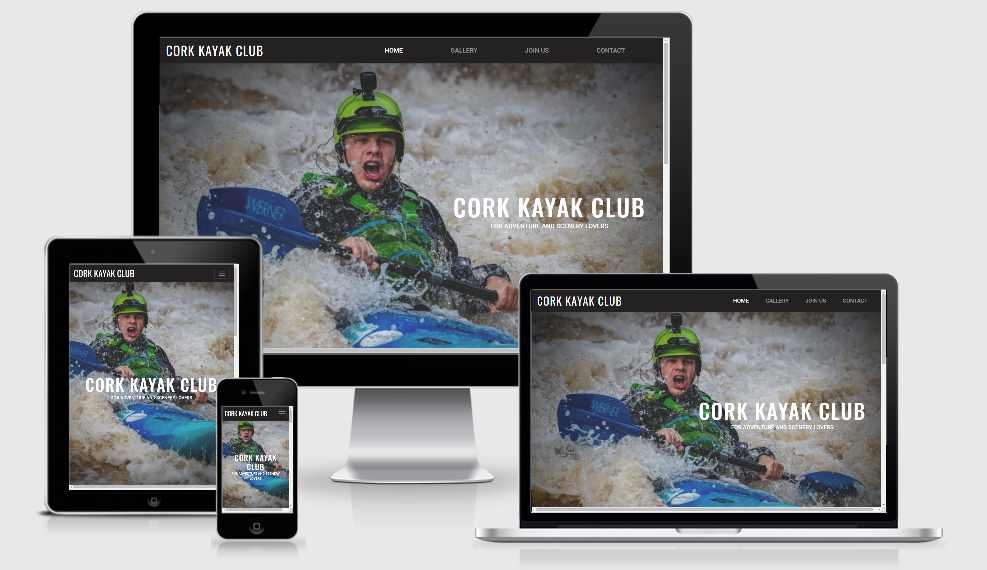 CORK KAYAK CLUB
HOME GALLERY JOIN US CONTACT
WERNER
CORK KAYAK CLUB
FOR ADVENTURE AND SCENERY LOVERS
CORK KAYAK CLUB
CORK KAYAK CLUB
FOR ADVENTURE AND SCENERY LOVERS
CORK KAYAK CLUB
CORK KAYAK
CLUB
FOR ADVENTURE AND SCENERY
LOVERS
CORK KAYAK CLUB
HOME GALLERY JOIN US CONTACT
WERNER
CORK KAYAK CLUB
FOR ADVENTURE AND SCENERY LOVERS